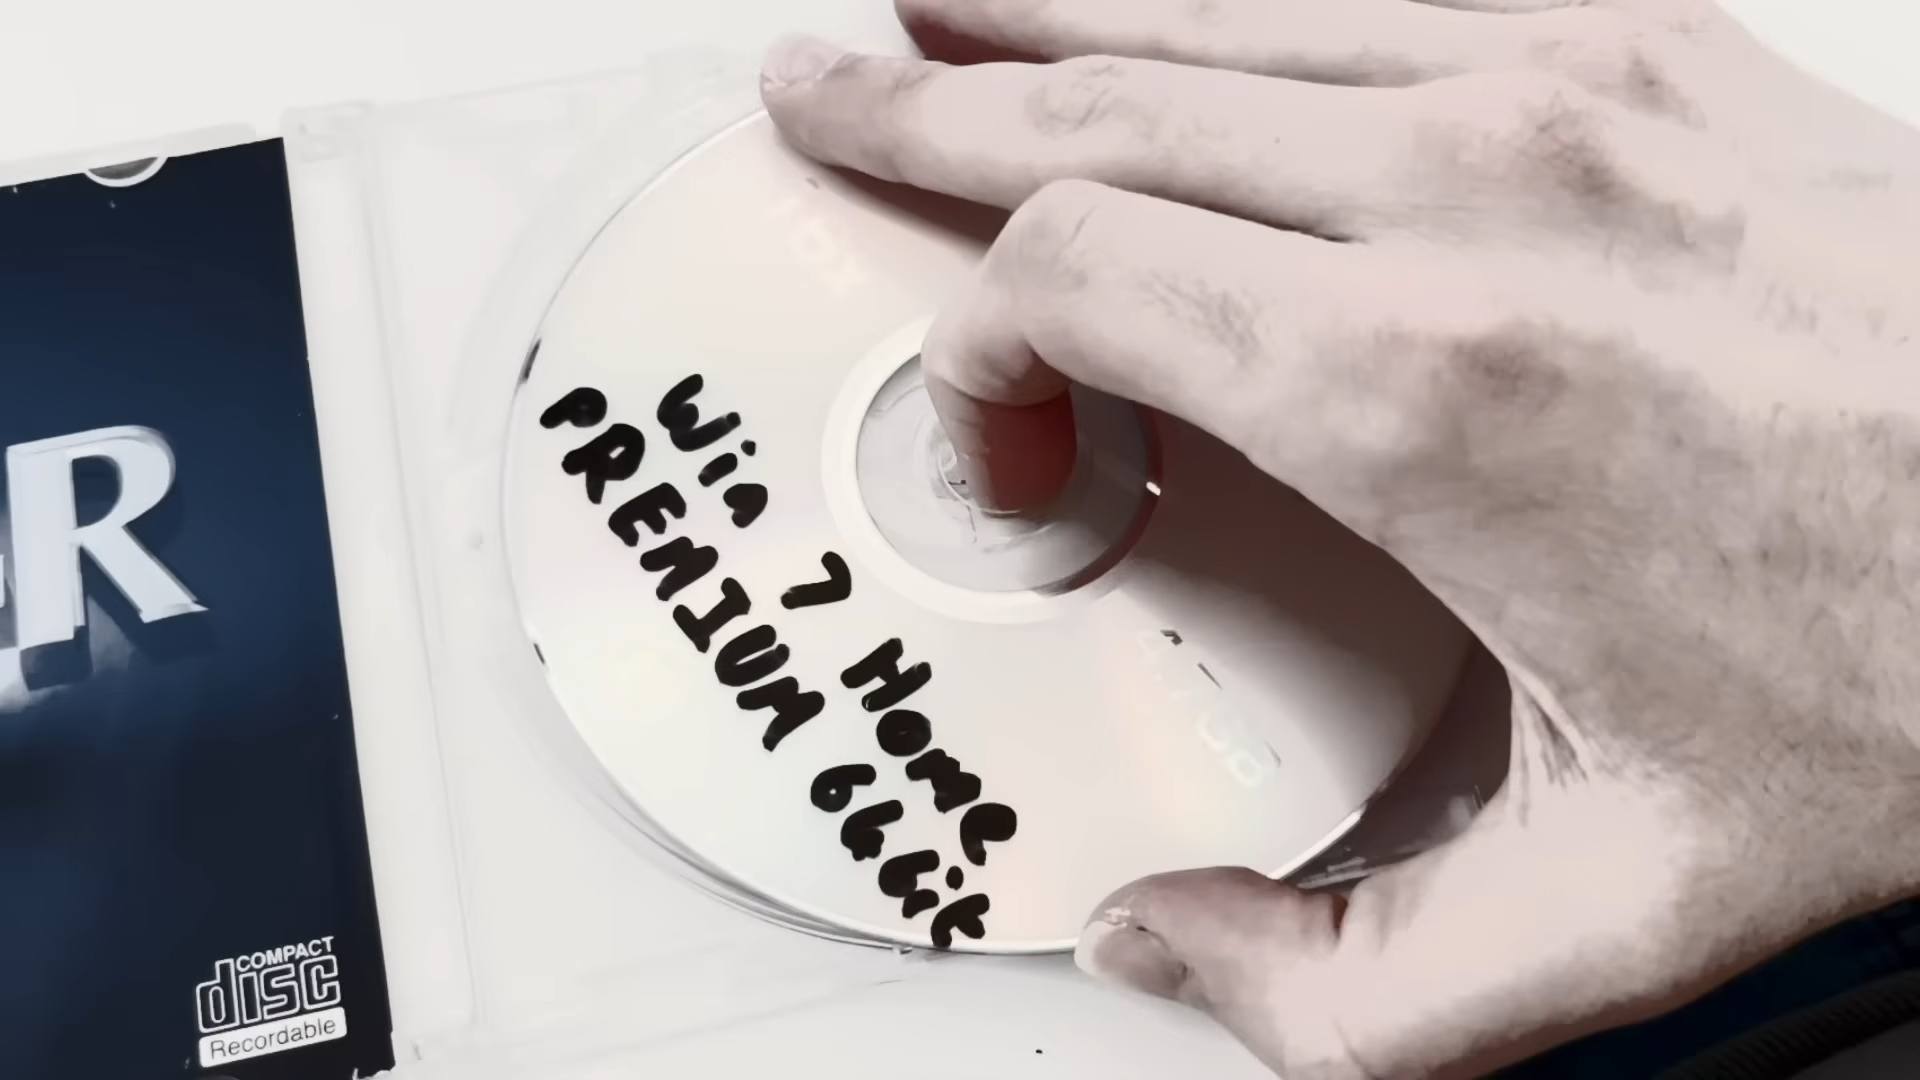 Win 7 Home
PREMIUM 64bit
R
COMPACT
disc
Recordable